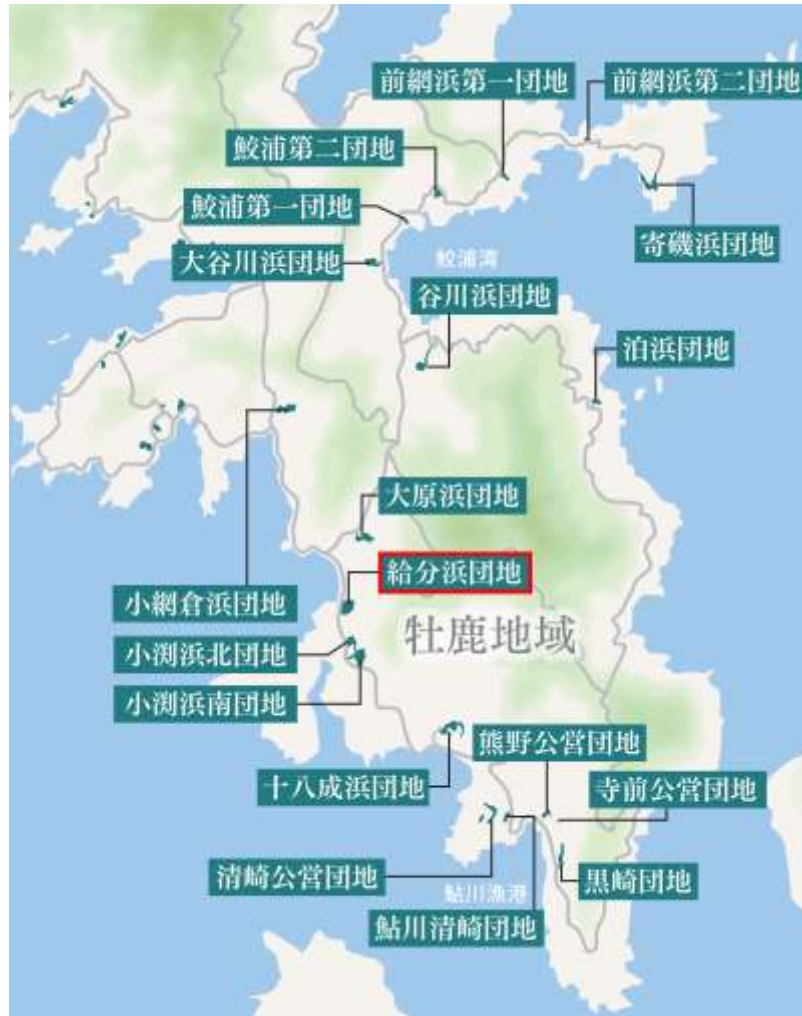 前網浜第一団地
前網浜第二団地
鮫浦第二団地
鮫浦第一団地
寄磯浜団地
大谷川浜団地
鮫浦湾
谷川浜団地
泊浜団地
大原浜団地
給分浜団地
小網倉浜団地
牡鹿地域
小渕浜北団地
小渕浜南団地
熊野公営団地
十八成浜団地
寺前公営団地
清崎公営団地
黒崎団地
鮎川漁港
鮎川清崎団地